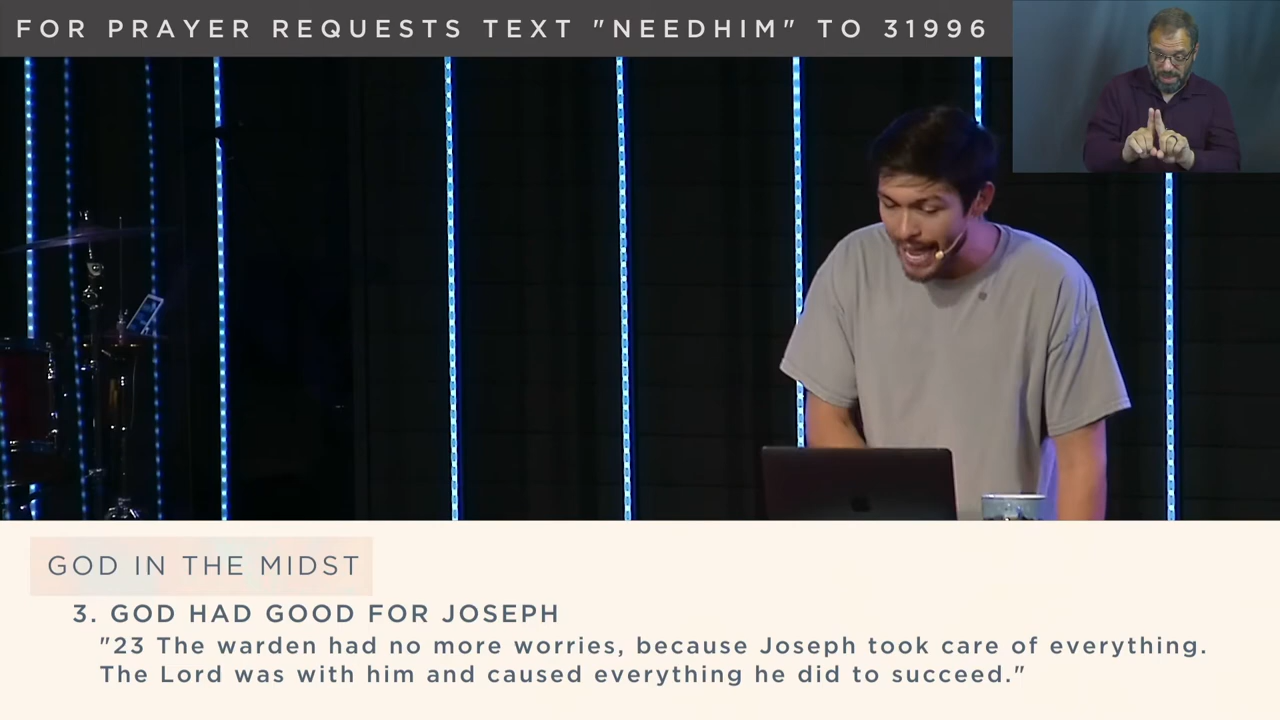 FOR PRAYER REQUESTS TEXT "NEEDHIM" TO 31996
GOD IN THE MIDST
3. GOD HAD GOOD FOR JOSEPH
"23 The warden had no more worries, because Joseph took care of everything.
The Lord was with him and caused everything he did to succeed."